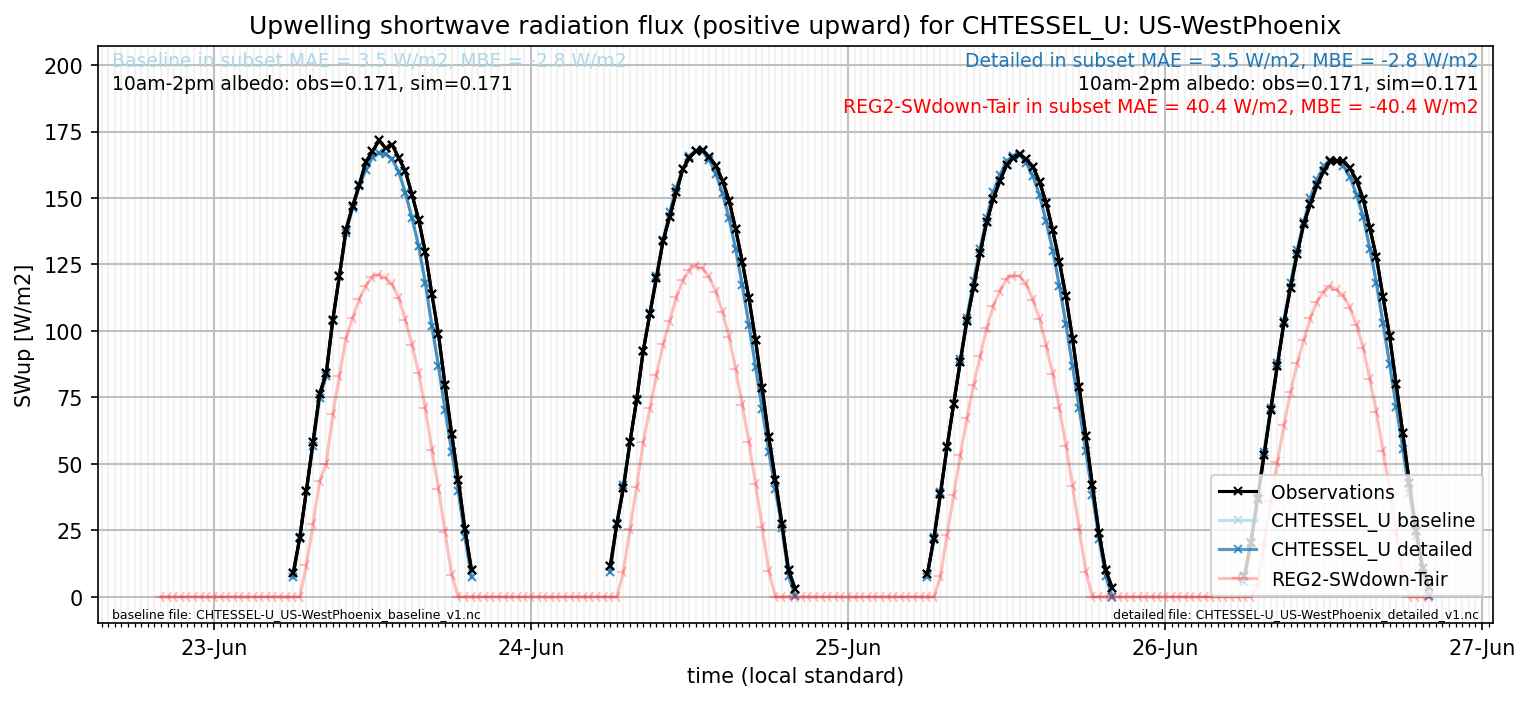 Upwelling shortwave radiation flux (positive upward) for CHTESSEL_U: US-WestPhoenix
Baseline in subset MAE = 3.5 W/m2, MBE = -2.8 W/m2
10am-2pm albedo: obs=0.171, sim=0.171
Detailed in subset MAE = 3.5 W/m2, MBE = -2.8 W/m2
10am-2pm albedo: obs=0.171, sim=0.171
REG2-SWdown-Tair in subset MAE = 40.4 W/m2, MBE = -40.4 W/m2
SWup [W/m2]
200
175
150
125
100
75
50
25
0
Observations
CHTESSEL_U baseline
CHTESSEL_U detailed
REG2-SWdown-Tair
baseline file: CHTESSEL-U_US-WestPhoenix_baseline_v1.nc
detailed file: CHTESSEL-U_US-WestPhoenix_detailed_v1.nc
23-Jun 24-Jun 25-Jun 26-Jun 27-Jun
time (local standard)